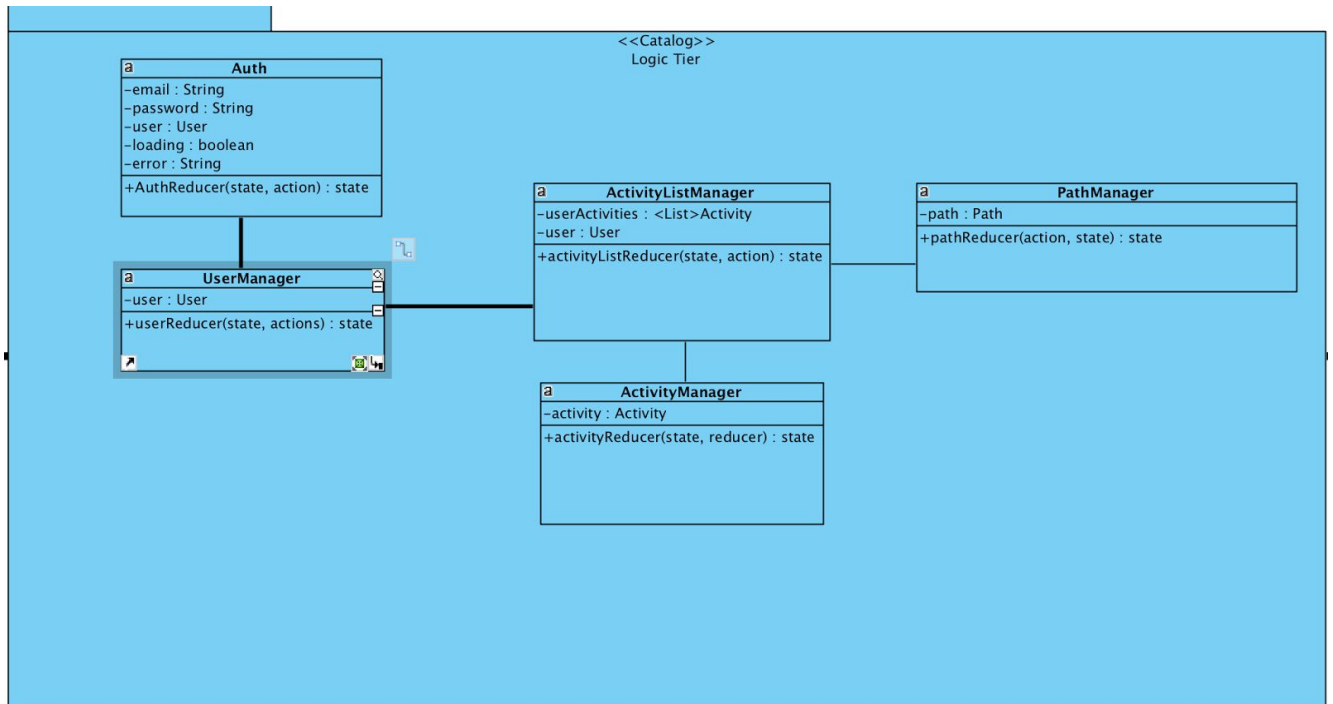 <<Catalog>>
Logic Tier
a Auth
-email : String
-password : String
-user : User
-loading : boolean
-error : String
+AuthReducer(state, action) : state
a UserManager
-user : User
+userReducer(state, actions) : state
a ActivityListManager
-userActivities : <List>Activity
-user : User
+activityListReducer(state, action) : state
a PathManager
-path : Path
+pathReducer(action, state) : state
a ActivityManager
-activity : Activity
+activityReducer(state, reducer) : state